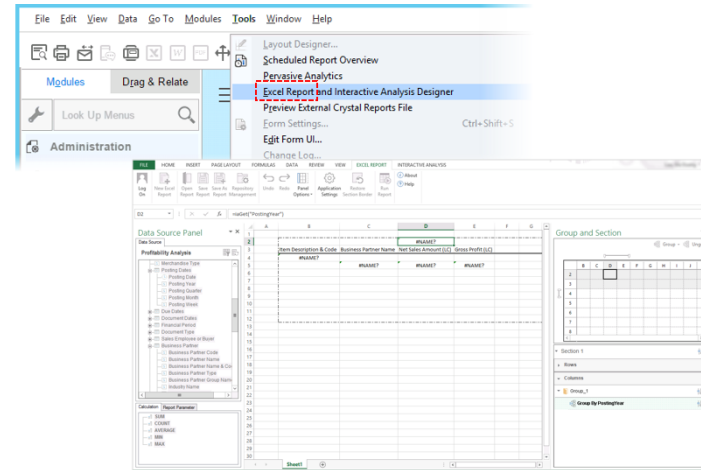 File Edit View Data Go To Modules Tools Window Help
Layout Designer...
Scheduled Report Overview
Pervasive Analytics
Excel Report and Interactive Analysis Designer
Preview External Crystal Reports File
Form Settings... Ctrl+Shift+S
Edit Form UI...
Change Log...
Modules Drag & Relate
Look Up Menus
Administration
FILE HOME INSERT PAGE LAYOUT FORMULAS DATA REVIEW VIEW EXCEL REPORT INTERACTIVE ANALYSIS
Log On
New Excel Report
Open Report
Save Report
Save As Report
Repository Management
Undo
Redo
Panel Options
Application Settings
Restore Section Border
Run Report
About
Help
D2 =iaGet("PostingYear")
Data Source Panel
Data Source
Profitability Analysis
Merchandise Type
Posting Dates
Posting Date
Posting Year
Posting Quarter
Posting Month
Posting Week
Due Dates
Document Dates
Financial Period
Document Type
Sales Employee or Buyer
Business Partner
Business Partner Code
Business Partner Name
Business Partner Name & Co
Business Partner Type
Business Partner Group Nam
Industry Name
Calculation Report Parameter
SUM
COUNT
AVERAGE
MIN
MAX
A B C D E F G
#NAME?
Item Description & Code Business Partner Name Net Sales Amount (LC) Gross Profit (LC)
#NAME?
#NAME? #NAME? #NAME?
Sheet1
Group and Section
Group
B C D E F G H I J
Section 1
Rows
Columns
Group_1
Group By PostingYear